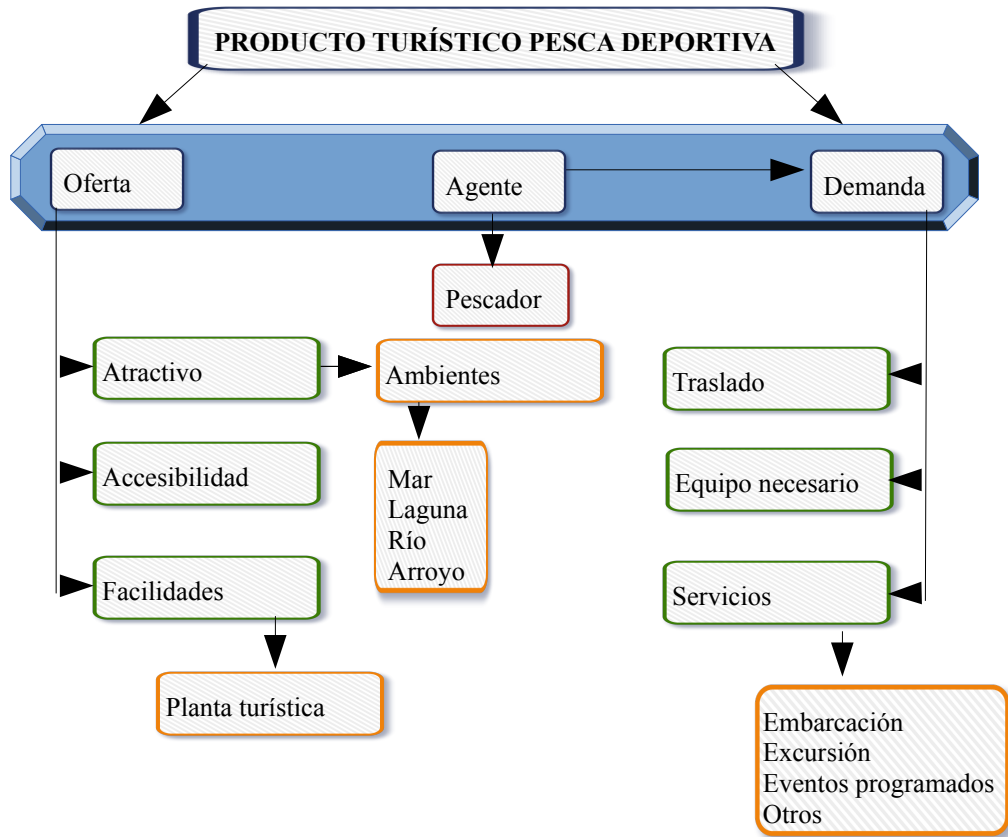 PRODUCTO TURÍSTICO PESCA DEPORTIVA
Oferta
Agente
Demanda
Pescador
Atractivo
Ambientes
Traslado
Accesibilidad
Mar
Laguna
Río
Arroyo
Equipo necesario
Facilidades
Servicios
Planta turística
Embarcación
Excursión
Eventos programados
Otros